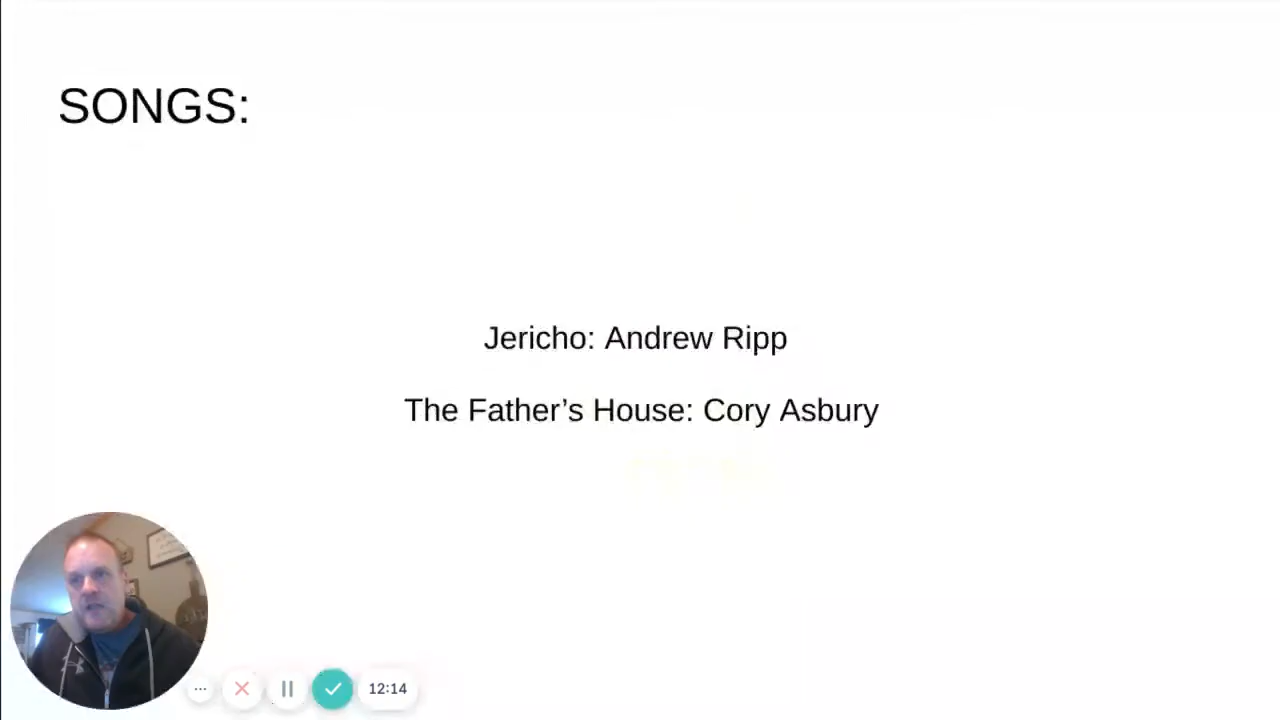 SONGS:
Jericho: Andrew Ripp
The Father’s House: Cory Asbury
12:14